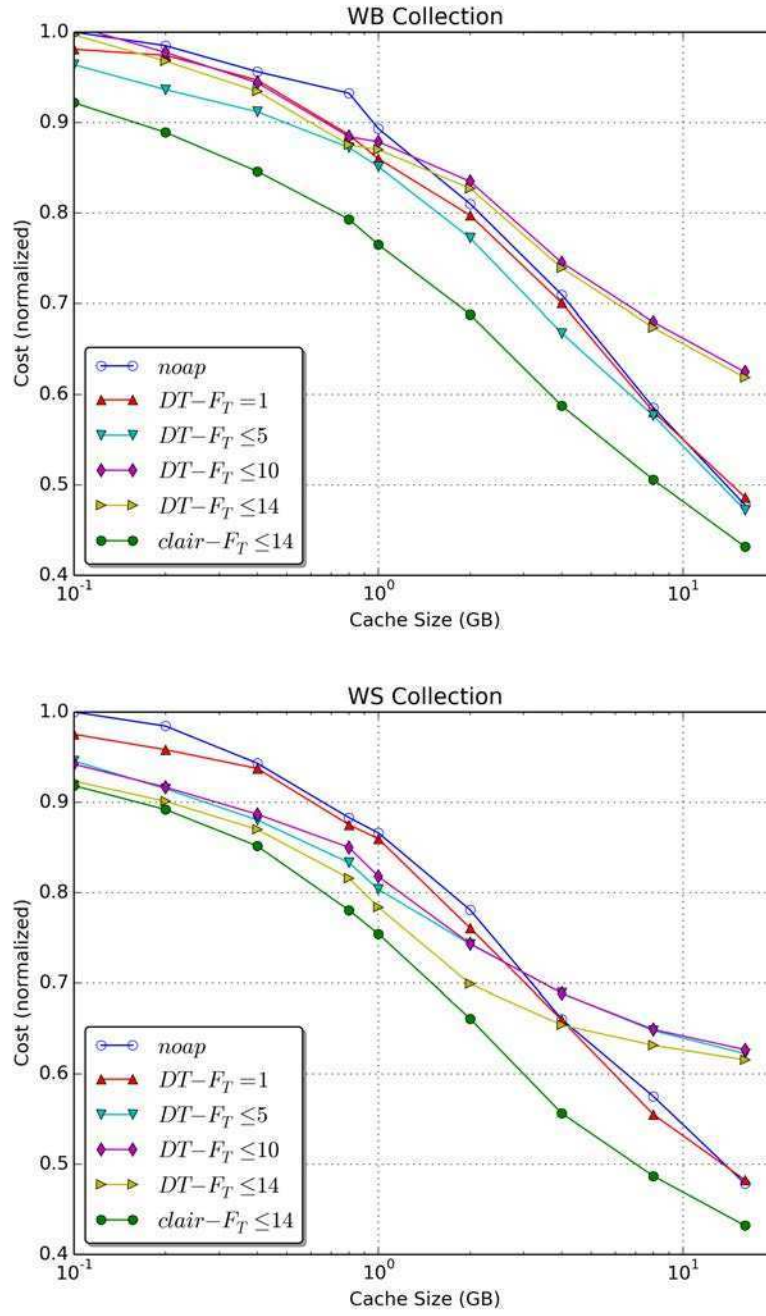 WB Collection
1.0
0.9
0.8
0.7
0.6
0.5
0.4
Cost (normalized)
noap
DT−F_T =1
DT−F_T ≤5
DT−F_T ≤10
DT−F_T ≤14
clair−F_T ≤14
10^-1
10^0
10^1
Cache Size (GB)
WS Collection
1.0
0.9
0.8
0.7
0.6
0.5
0.4
Cost (normalized)
noap
DT−F_T =1
DT−F_T ≤5
DT−F_T ≤10
DT−F_T ≤14
clair−F_T ≤14
10^-1
10^0
10^1
Cache Size (GB)